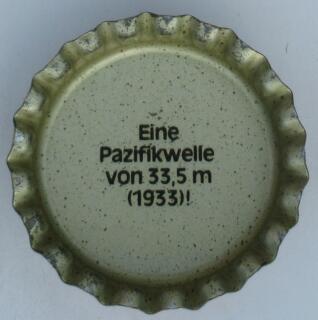 Eine
Pazifikwelle
von 33,5 m
(1933)!